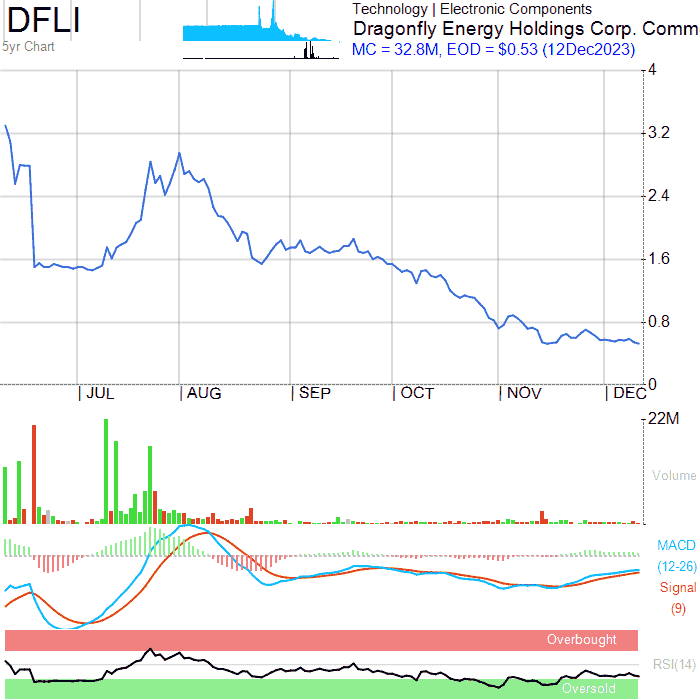 DFLI
5yr Chart
Technology | Electronic Components
Dragonfly Energy Holdings Corp. Comm
MC = 32.8M, EOD = $0.53 (12Dec2023)
4
3.2
2.4
1.6
0.8
0
JUL AUG SEP OCT NOV DEC
22M
Volume
MACD
(12-26)
Signal
(9)
Overbought
RSI(14)
Oversold